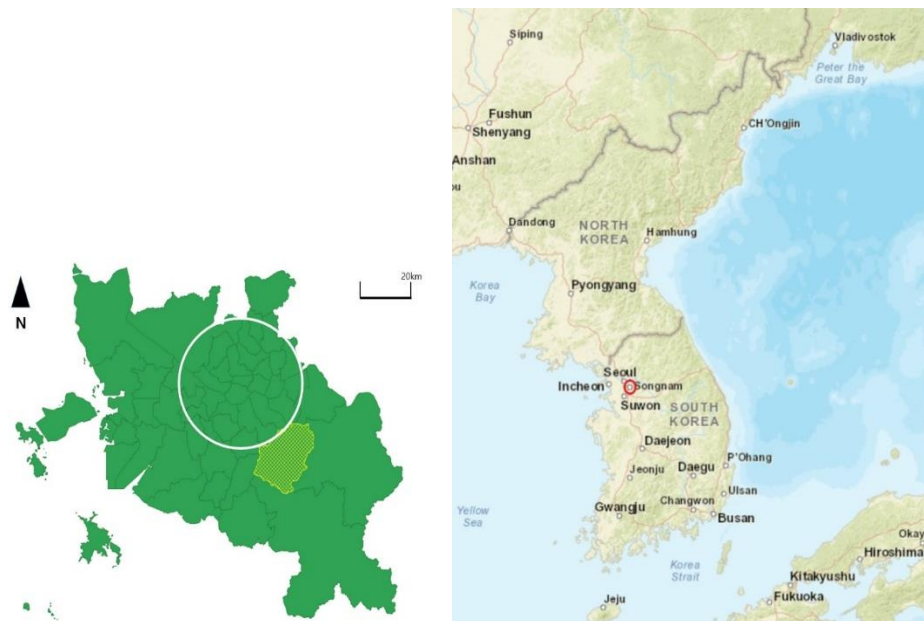 20km
N
Siping
Vladivostok
Peter the
Great Bay
Fushun
Shenyang
CH'Ongjin
Anshan
ou
Dandong
NORTH
KOREA
Hamhung
Korea
Bay
Pyongyang
Seoul
Incheon
Songnam
Suwon
SOUTH
KOREA
Daejeon
P'Ohang
Jeonju
Daegu
Ulsan
Changwon
Gwangju
Busan
Yellow
Sea
Okay
Korea
Strait
Hiroshima
Kitakyushu
Jeju
Fukuoka